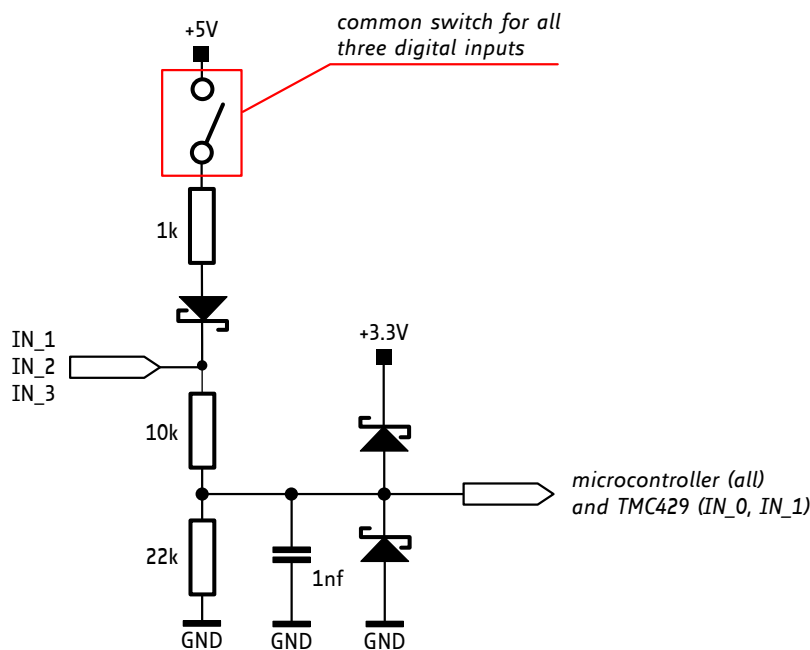 common switch for all
three digital inputs
+5V
1k
IN_1
IN_2
IN_3
+3.3V
10k
microcontroller (all)
and TMC429 (IN_0, IN_1)
22k
1nf
GND
GND
GND